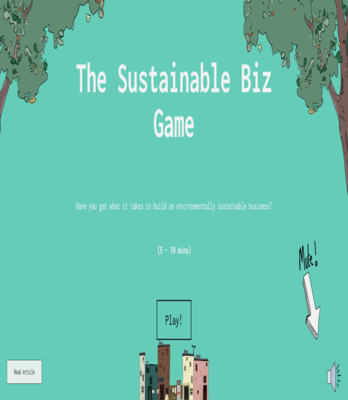 The Sustainable Biz
Game
Have you got what it takes to build an environmentally sustainable business?
(5 - 10 mins)
Mute!
Play!
Read Article